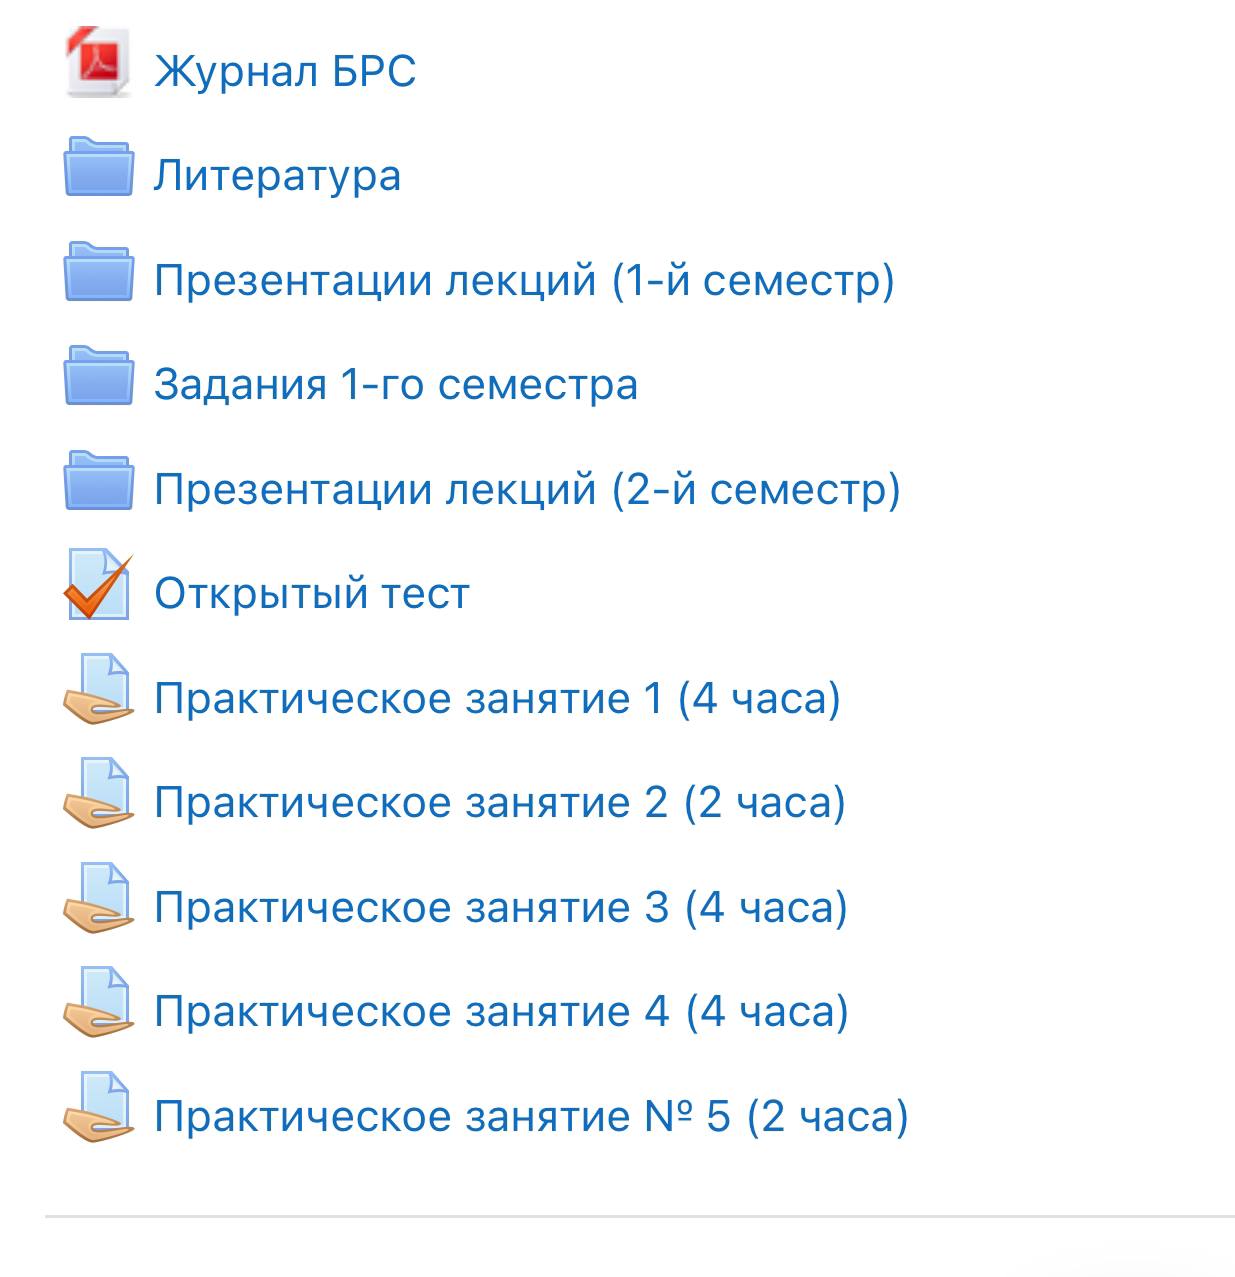 Журнал БРС
Литература
Презентации лекций (1-й семестр)
Задания 1-го семестра
Презентации лекций (2-й семестр)
Открытый тест
Практическое занятие 1 (4 часа)
Практическое занятие 2 (2 часа)
Практическое занятие 3 (4 часа)
Практическое занятие 4 (4 часа)
Практическое занятие № 5 (2 часа)